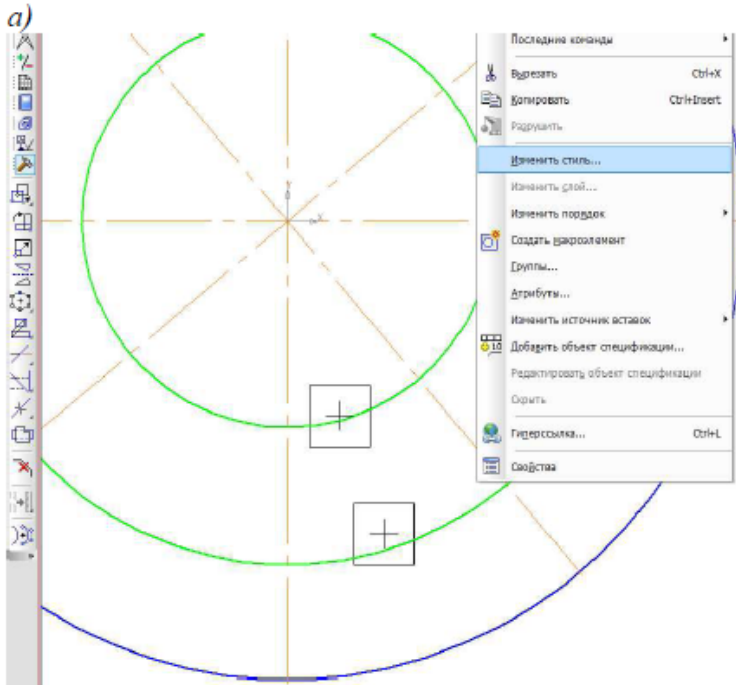 а)
Последние команды
Вырезать Ctrl+X
Копировать Ctrl+Insert
Разрушить
Изменить стиль...
Изменить слой...
Изменить порядок
Создать макроэлемент
Группы...
Атрибуты...
Изменить источник вставок
Добавить объект спецификации...
Редактировать объект спецификации
Скрыть
Гиперссылка... Ctrl+L
Свойства